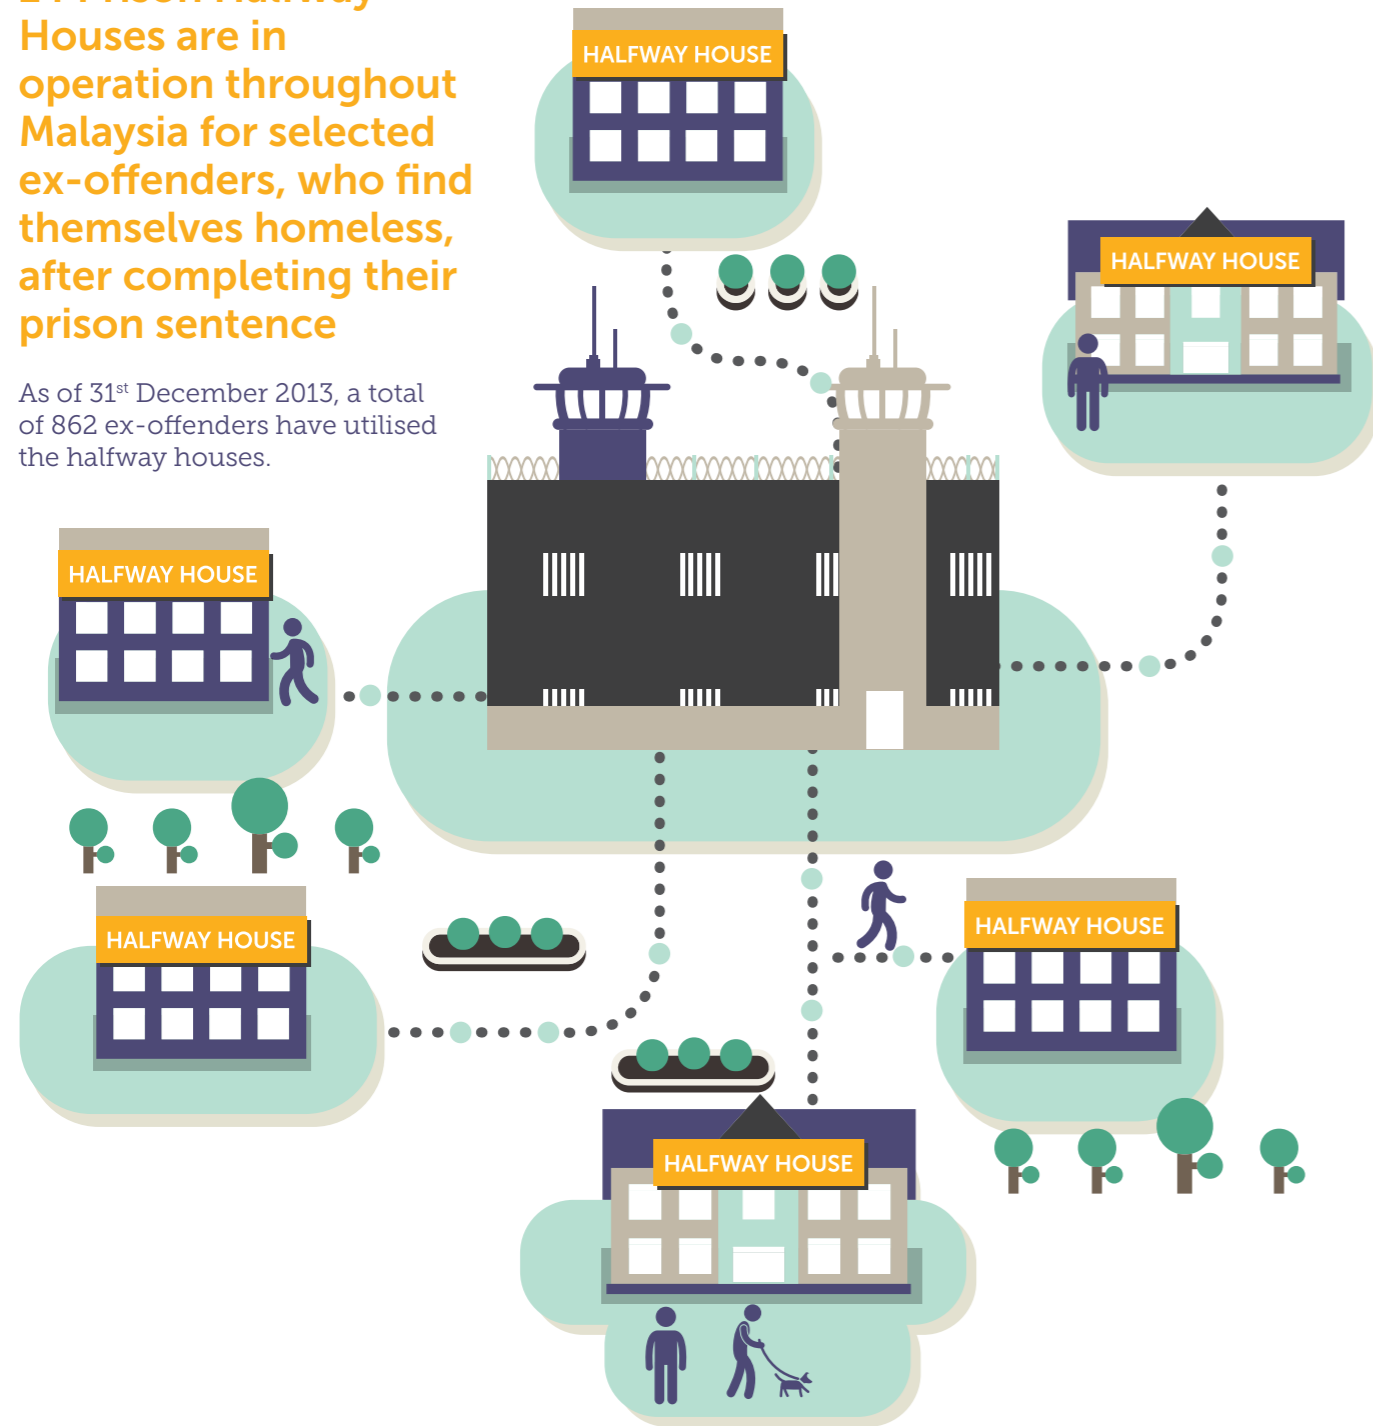 Houses are in
operation throughout
Malaysia for selected
ex-offenders, who find
themselves homeless,
after completing their
prison sentence
As of 31st December 2013, a total
of 862 ex-offenders have utilised
the halfway houses.
HALFWAY HOUSE
HALFWAY HOUSE
HALFWAY HOUSE
HALFWAY HOUSE
HALFWAY HOUSE
HALFWAY HOUSE